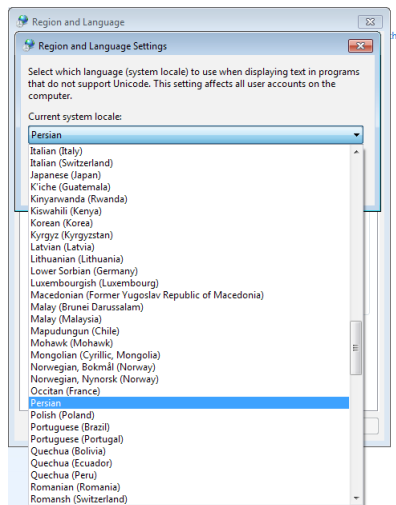 Region and Language
Region and Language Settings
Select which language (system locale) to use when displaying text in programs
that do not support Unicode. This setting affects all user accounts on the
computer.
Current system locale:
Persian
Italian (Italy)
Italian (Switzerland)
Japanese (Japan)
K'iche (Guatemala)
Kinyarwanda (Rwanda)
Kiswahili (Kenya)
Korean (Korea)
Kyrgyz (Kyrgyzstan)
Latvian (Latvia)
Lithuanian (Lithuania)
Lower Sorbian (Germany)
Luxembourgish (Luxembourg)
Macedonian (Former Yugoslav Republic of Macedonia)
Malay (Brunei Darussalam)
Malay (Malaysia)
Mapudungun (Chile)
Mohawk (Mohawk)
Mongolian (Cyrillic, Mongolia)
Norwegian, Bokmål (Norway)
Norwegian, Nynorsk (Norway)
Occitan (France)
Persian
Polish (Poland)
Portuguese (Brazil)
Portuguese (Portugal)
Quechua (Bolivia)
Quechua (Ecuador)
Quechua (Peru)
Romanian (Romania)
Romansh (Switzerland)